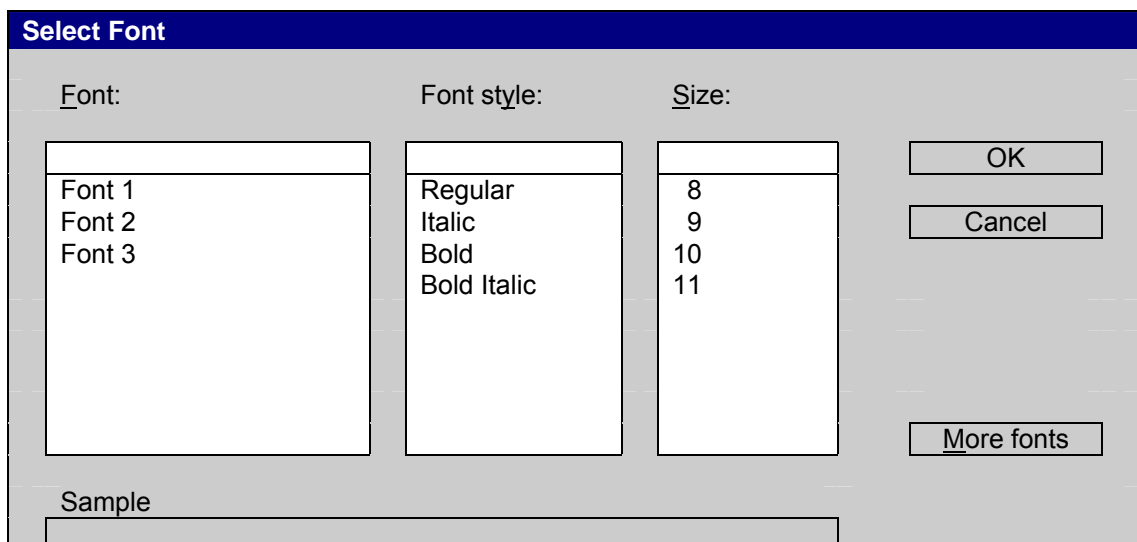 Select Font
Font: Font style: Size:
OK
Font 1 Regular 8
Font 2 Italic 9 Cancel
Font 3 Bold 10
Bold Italic 11
More fonts
Sample